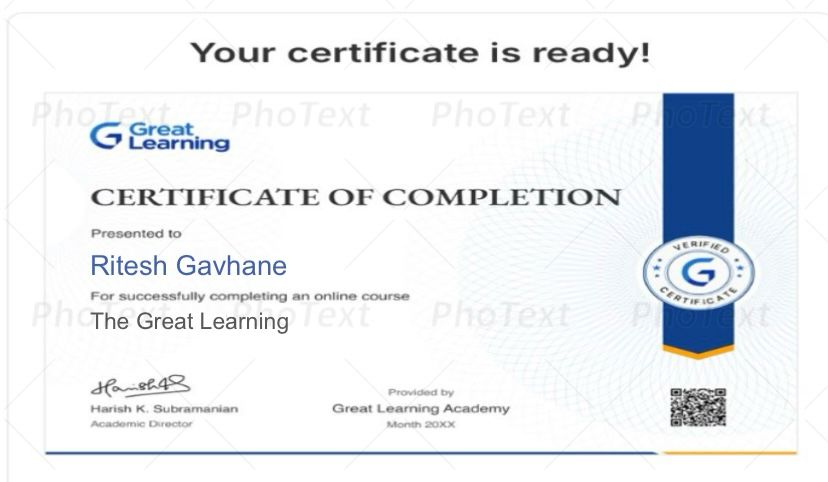 Your certificate is ready!
PhoText PhoText PhoText PhoText
Great
Learning
CERTIFICATE OF COMPLETION
Presented to
Ritesh Gavhane
VERIFIED
G
CERTIFICATE
For successfully completing an online course
PhoText PhoText PhoText PhoText
The Great Learning
Harish K. Subramanian
Academic Director
Provided by
Great Learning Academy
Month 20XX